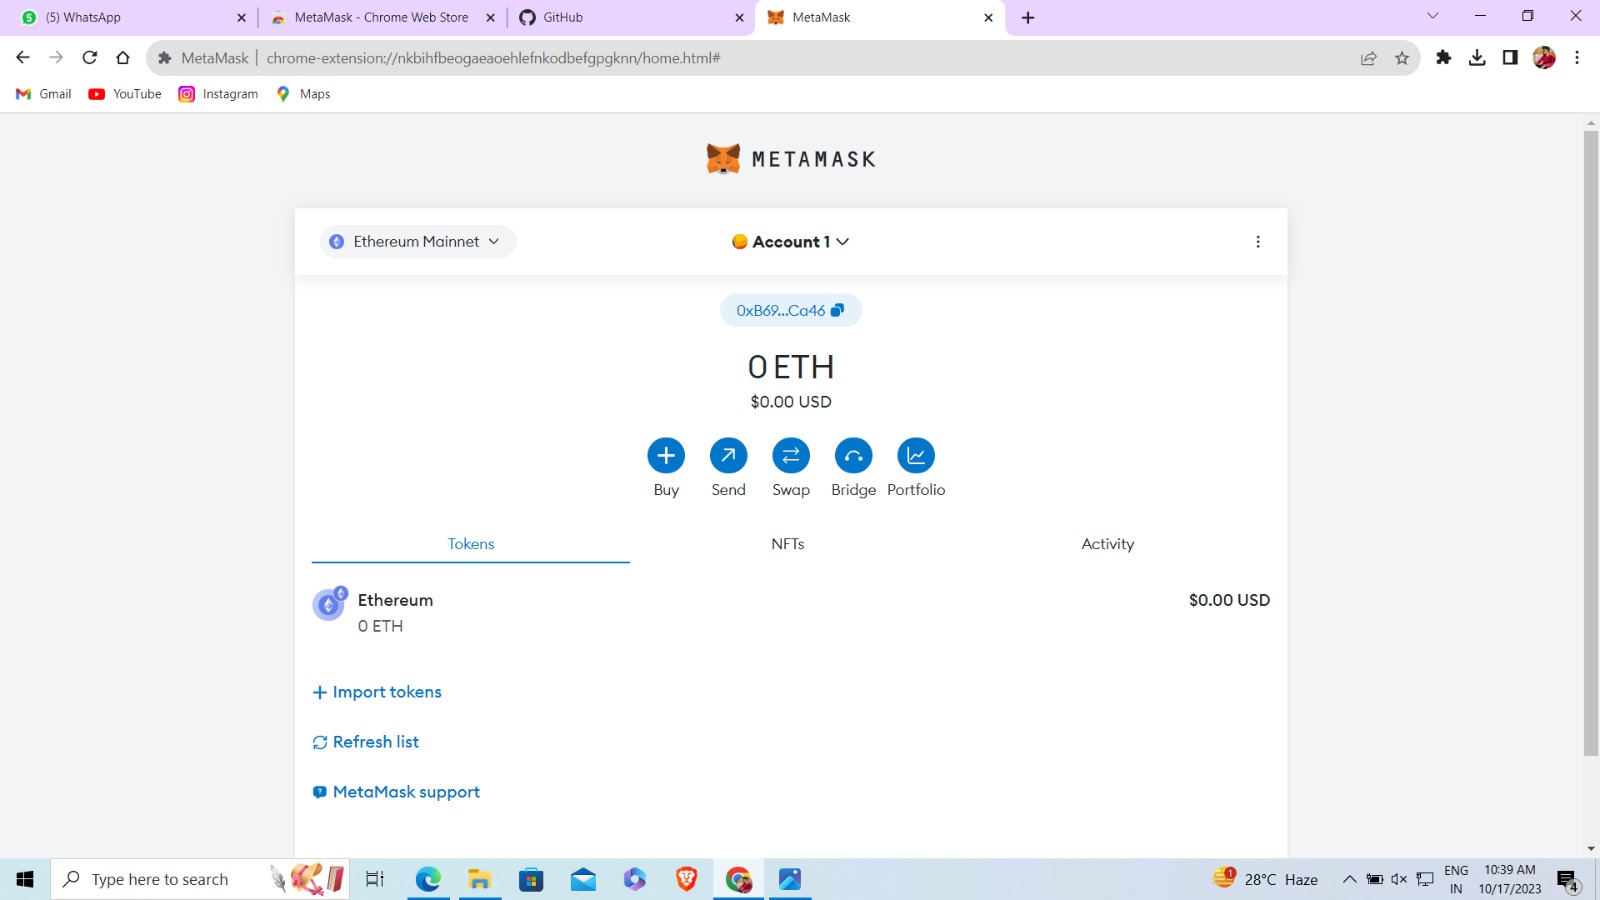 (5) WhatsApp
MetaMask - Chrome Web Store
GitHub
MetaMask
MetaMask
chrome-extension://nkbihfbeogaeaoehlefnkodbefgpgknn/home.html#
Gmail
YouTube
Instagram
Maps
METAMASK
Ethereum Mainnet
Account 1
0xB69...Ca46
0 ETH
$0.00 USD
Buy
Send
Swap
Bridge
Portfolio
Tokens
NFTs
Activity
Ethereum
$0.00 USD
0 ETH
Import tokens
Refresh list
MetaMask support
Type here to search
1
28°C Haze
ENG
IN
10:39 AM
10/17/2023
4